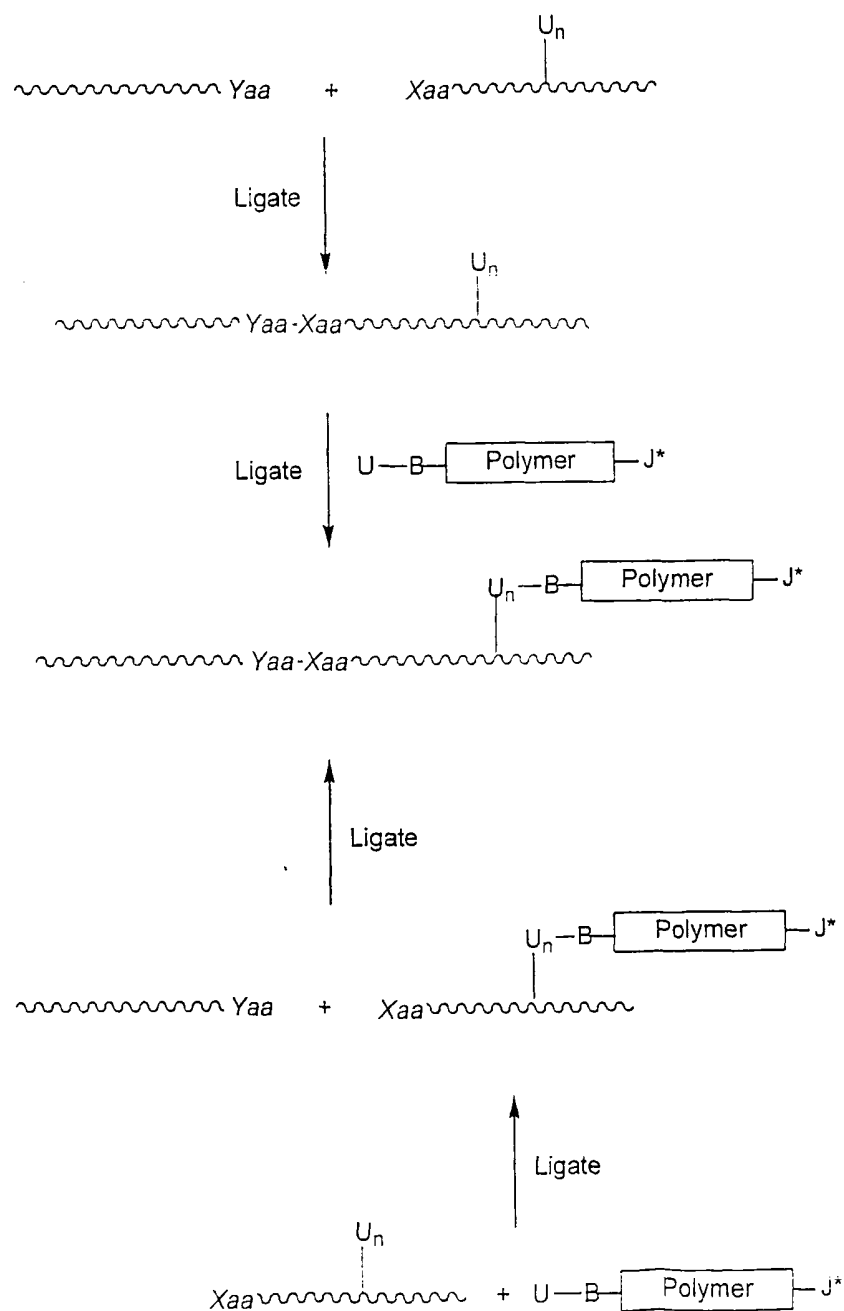 Un
Yaa + Xaa
Ligate
Un
Yaa-Xaa
Ligate U—B—Polymer—J*
Un—B—Polymer—J*
Yaa-Xaa
Ligate
Un—B—Polymer—J*
Yaa + Xaa
Ligate
Un
Xaa + U—B—Polymer—J*